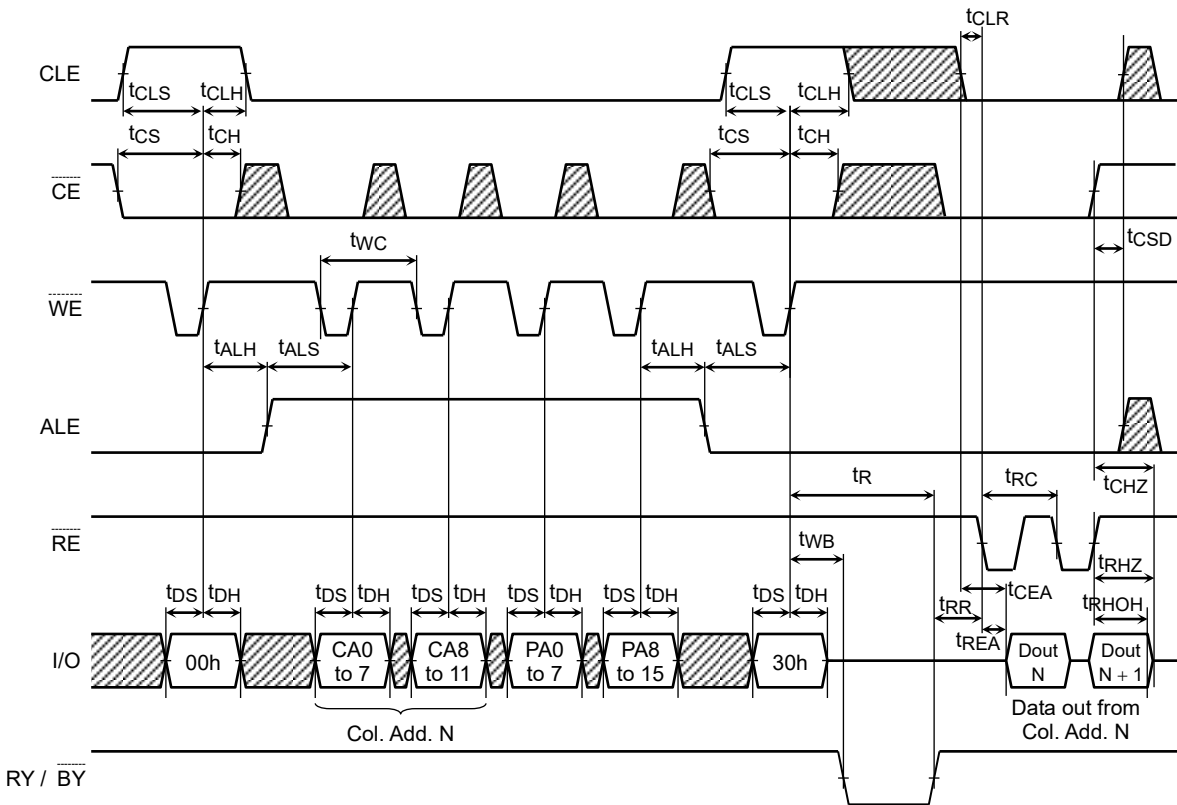 tCLR
CLE
tCLS tCLH tCLS tCLH
tCS tCH tCS tCH
CE
tWC tCSD
WE
tALH tALS tALH tALS
ALE
tR tRC tCHZ
RE
tWB
tRHZ
tDS tDH tDS tDH tDS tDH tDS tDH tDS tDH tDS tDH tRR tCEA tRHOH
tREA
I/O 00h CA0 to 7 CA8 to 11 PA0 to 7 PA8 to 15 30h Dout N Dout N + 1
Col. Add. N
Data out from
Col. Add. N
RY / BY